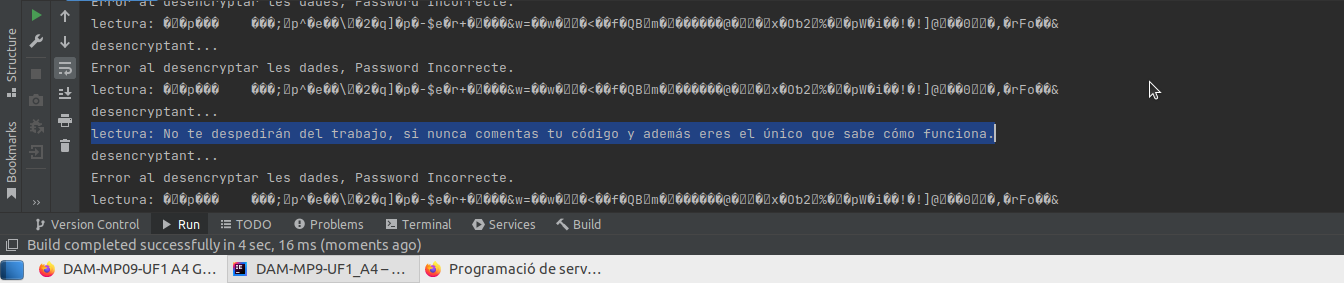 Error al desencryptar les dades, Password Incorrecte.
lectura:
desencryptant...
Error al desencryptar les dades, Password Incorrecte.
lectura:
desencryptant...
lectura: No te despedirán del trabajo, si nunca comentas tu código y además eres el único que sabe cómo funciona.
desencryptant...
Error al desencryptar les dades, Password Incorrecte.
lectura:
Structure
Bookmarks
Version Control Run TODO Problems Terminal Services Build
Build completed successfully in 4 sec, 16 ms (moments ago)
DAM-MP09-UF1 A4 G... DAM-MP9-UF1_A4 – ... Programació de serv...